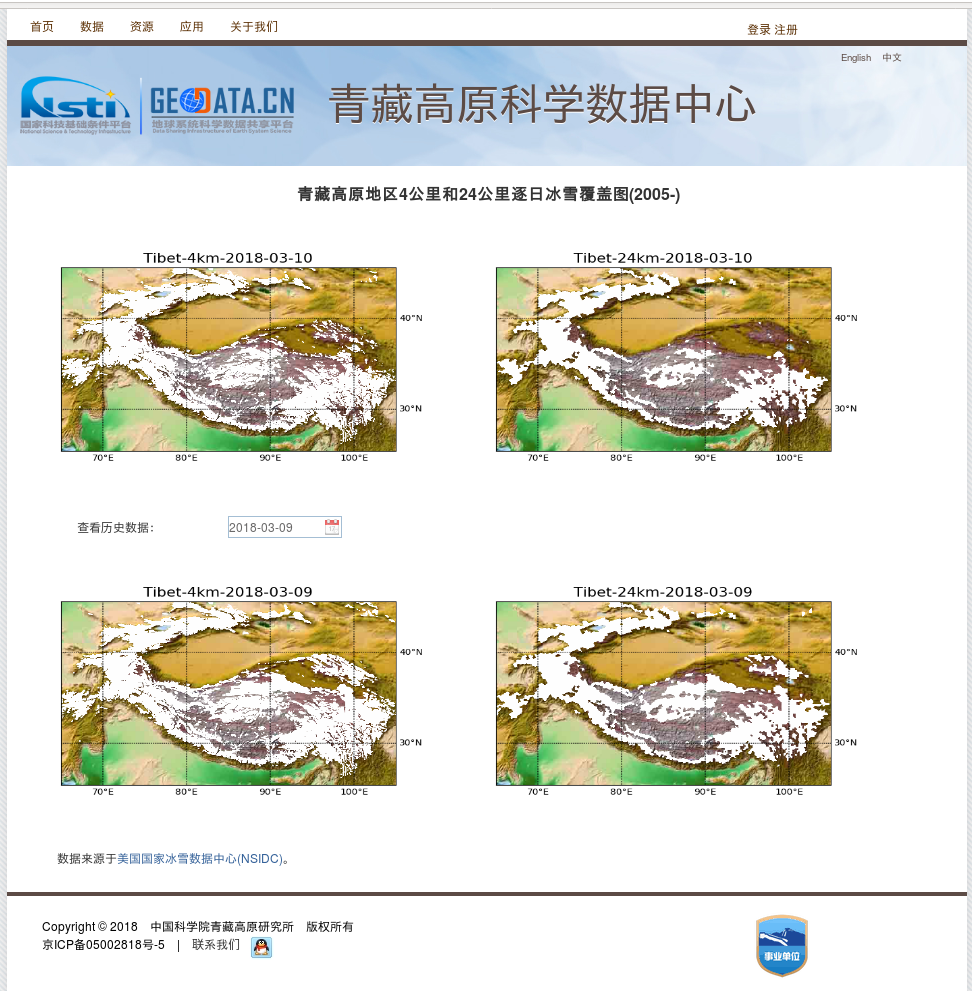 首页 数据 资源 应用 关于我们
登录 注册
English 中文
Nsti
国家科技基础条件平台
National Science & Technology Infrastructure
GEODATA.CN
地球系统科学数据共享平台
Data Sharing Infrastructure of Earth System Science
青藏高原科学数据中心
青藏高原地区4公里和24公里逐日冰雪覆盖图(2005-)
Tibet-4km-2018-03-10
40°N
30°N
70°E 80°E 90°E 100°E
Tibet-24km-2018-03-10
40°N
30°N
70°E 80°E 90°E 100°E
查看历史数据：
2018-03-09
Tibet-4km-2018-03-09
40°N
30°N
70°E 80°E 90°E 100°E
Tibet-24km-2018-03-09
40°N
30°N
70°E 80°E 90°E 100°E
数据来源于美国国家冰雪数据中心(NSIDC)。
Copyright © 2018 中国科学院青藏高原研究所 版权所有
京ICP备05002818号-5 | 联系我们
事业单位